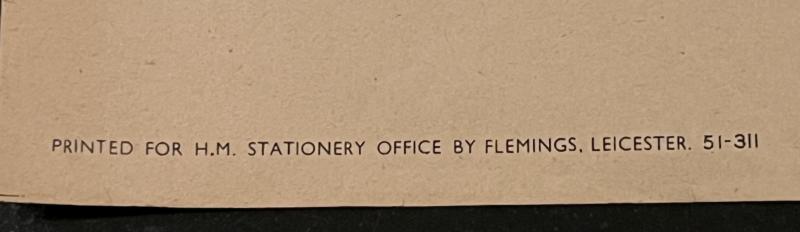 PRINTED FOR H.M. STATIONERY OFFICE BY FLEMINGS, LEICESTER. 51-311